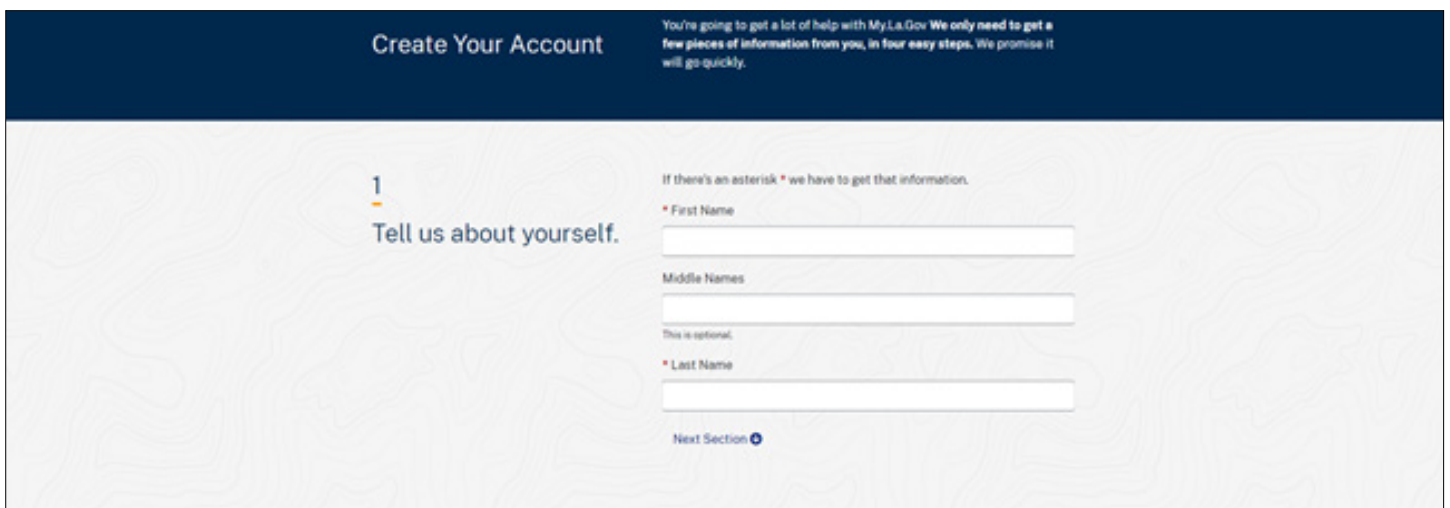 Create Your Account
You're going to get a lot of help with My.La.Gov We only need to get a
few pieces of information from you, in four easy steps. We promise it
will go quickly.
1
Tell us about yourself.
If there's an asterisk * we have to get that information.
* First Name
Middle Names
This is optional.
* Last Name
Next Section